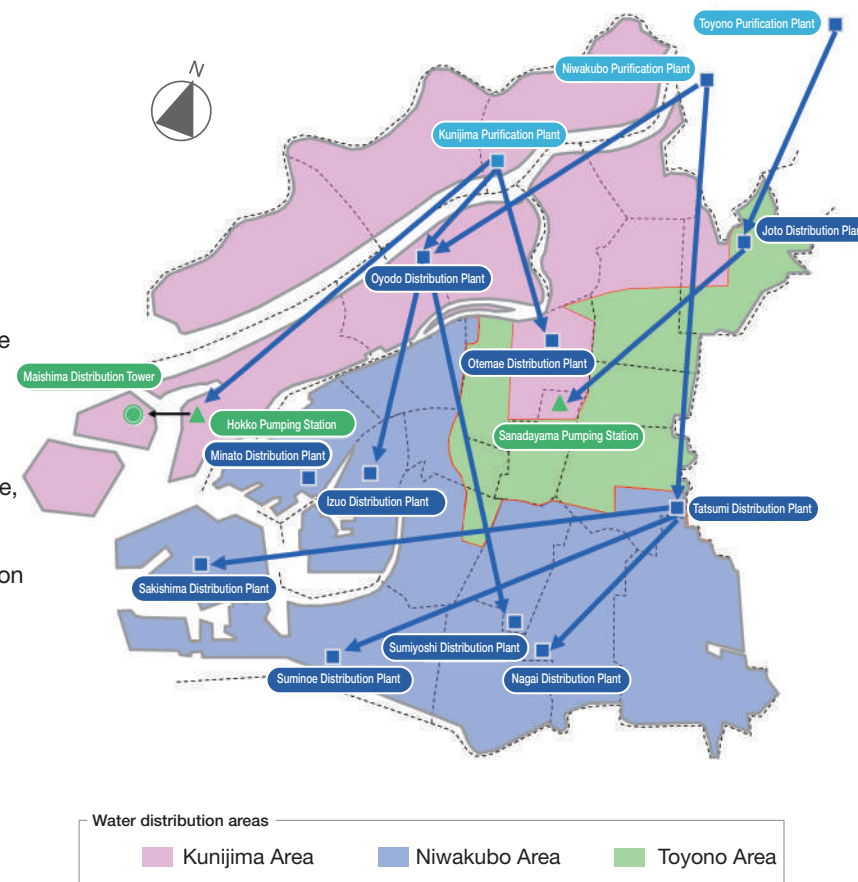 Toyono Purification Plant
Niwakubo Purification Plant
N
Kunijima Purification Plant
Joto Distribution Plan
Oyodo Distribution Plant
e
Otemae Distribution Plant
Maishima Distribution Tower
Hokko Pumping Station
Sanadayama Pumping Station
Minato Distribution Plant
e,
Izuo Distribution Plant
Tatsumi Distribution Plant
on
Sakishima Distribution Plant
Sumiyoshi Distribution Plant
Suminoe Distribution Plant
Nagai Distribution Plant
Water distribution areas
Kunijima Area
Niwakubo Area
Toyono Area